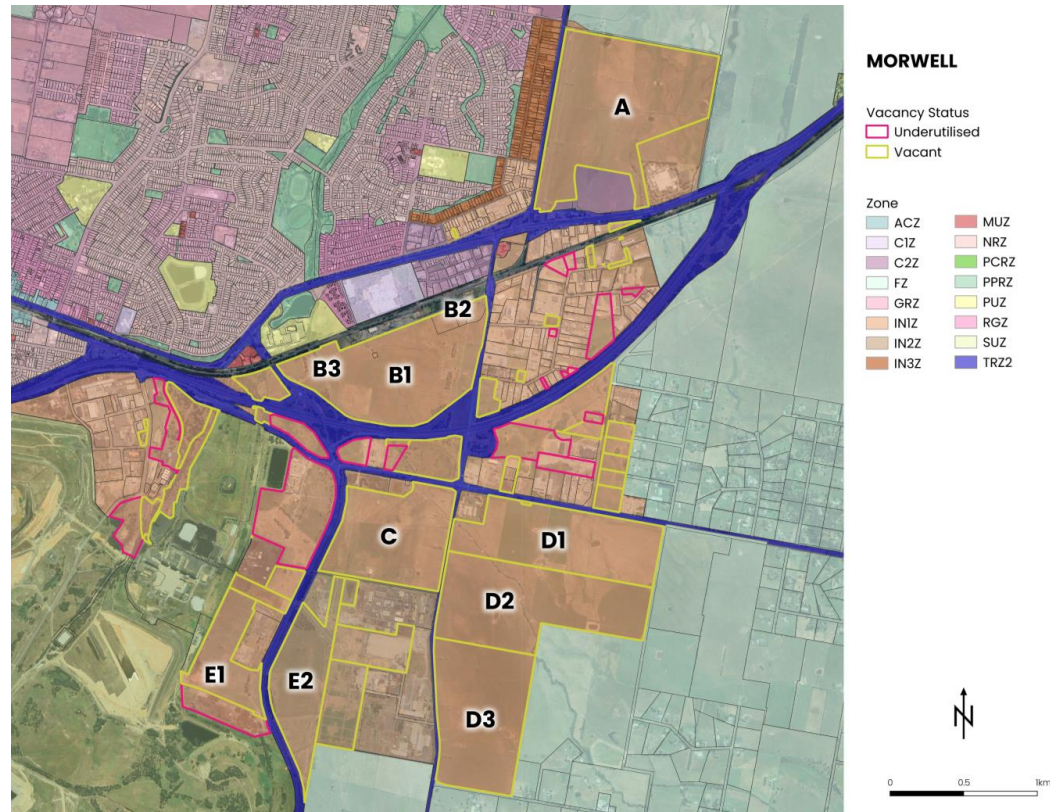 MORWELL
Vacancy Status
Underutilised
Vacant
Zone
ACZ
C1Z
C2Z
FZ
GRZ
IN1Z
IN2Z
IN3Z
MUZ
NRZ
PCRZ
PPRZ
PUZ
RGZ
SUZ
TRZ2
A
B2
B3
B1
C
D1
D2
E1
E2
D3
N
0
0.5
1km